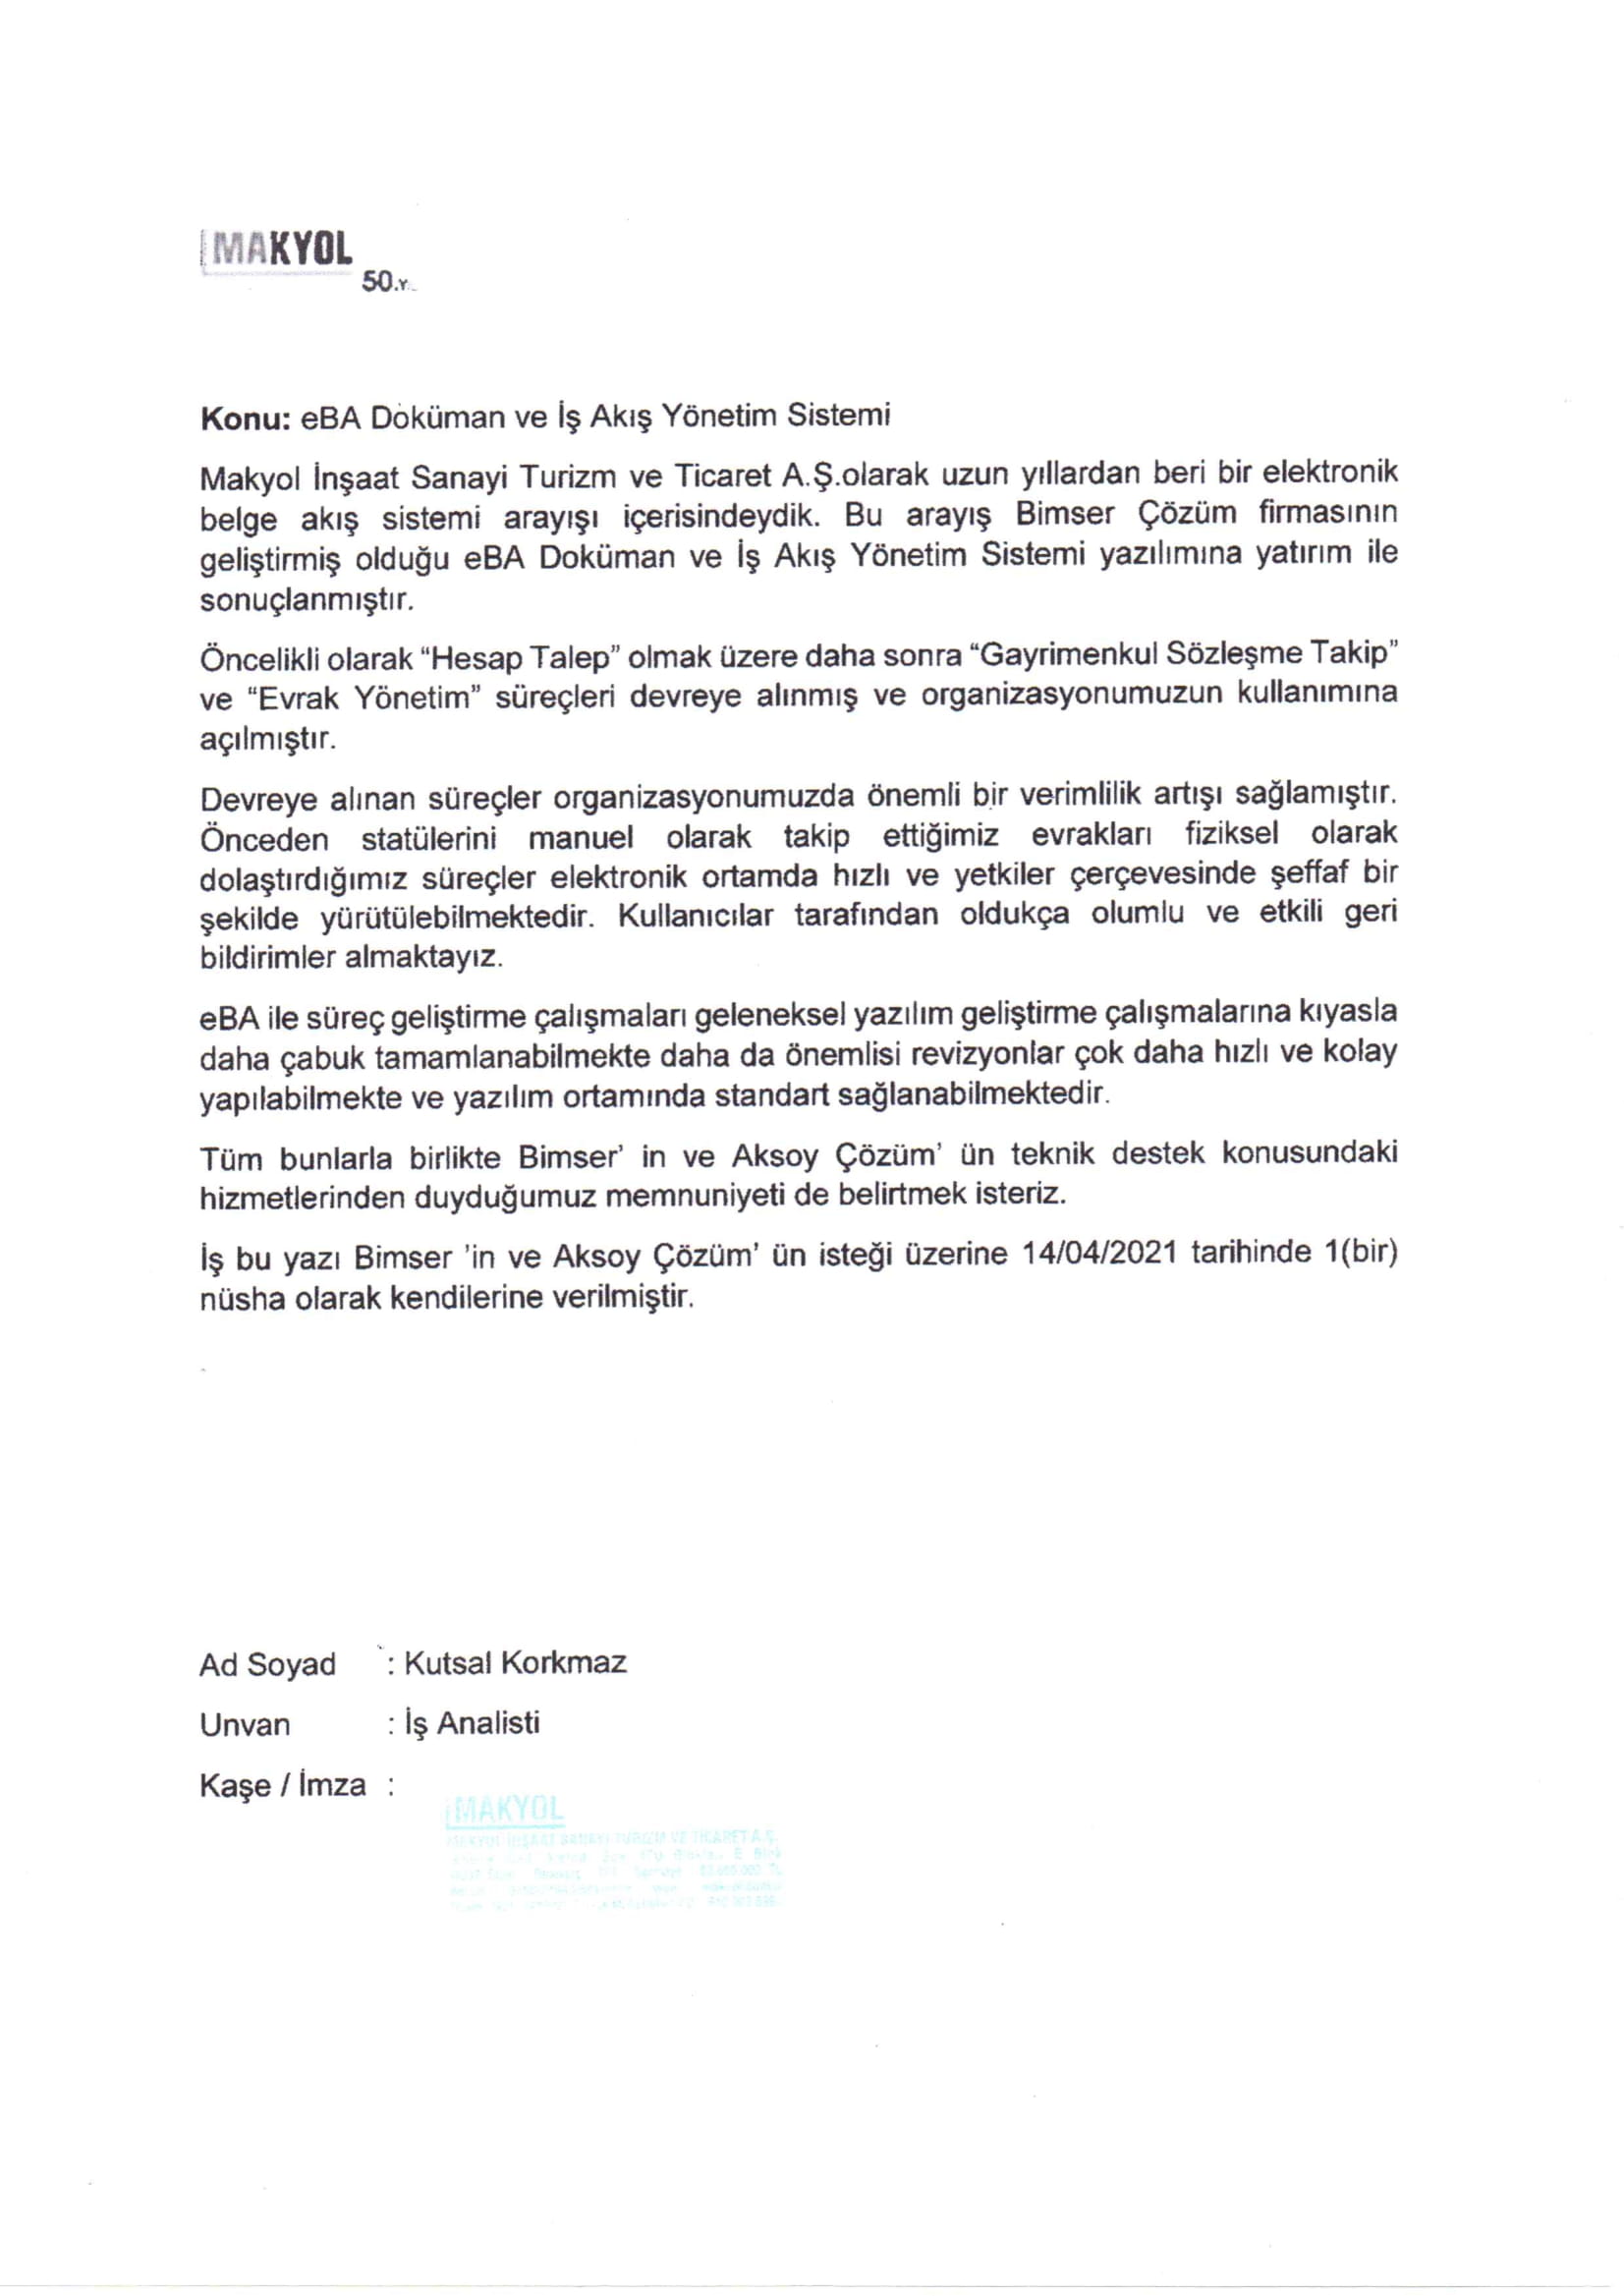 MAKYOL
50.Y
Konu: eBA Doküman ve İş Akış Yönetim Sistemi
Makyol İnşaat Sanayi Turizm ve Ticaret A.Ş.olarak uzun yıllardan beri bir elektronik
belge akış sistemi arayışı içerisindeydik. Bu arayış Bimser Çözüm firmasının
geliştirmiş olduğu eBA Doküman ve İş Akış Yönetim Sistemi yazılımına yatırım ile
sonuçlanmıştır.
Öncelikli olarak “Hesap Talep” olmak üzere daha sonra “Gayrimenkul Sözleşme Takip”
ve “Evrak Yönetim” süreçleri devreye alınmış ve organizasyonumuzun kullanımına
açılmıştır.
Devreye alınan süreçler organizasyonumuzda önemli bir verimlilik artışı sağlamıştır.
Önceden statülerini manuel olarak takip ettiğimiz evrakları fiziksel olarak
dolaştırdığımız süreçler elektronik ortamda hızlı ve yetkiler çerçevesinde şeffaf bir
şekilde yürütülebilmektedir. Kullanıcılar tarafından oldukça olumlu ve etkili geri
bildirimler almaktayız.
eBA ile süreç geliştirme çalışmaları geleneksel yazılım geliştirme çalışmalarına kıyasla
daha çabuk tamamlanabilmekte daha da önemlisi revizyonlar çok daha hızlı ve kolay
yapılabilmekte ve yazılım ortamında standart sağlanabilmektedir.
Tüm bunlarla birlikte Bimser’ in ve Aksoy Çözüm’ ün teknik destek konusundaki
hizmetlerinden duyduğumuz memnuniyeti de belirtmek isteriz.
İş bu yazı Bimser ’in ve Aksoy Çözüm’ ün isteği üzerine 14/04/2021 tarihinde 1(bir)
nüsha olarak kendilerine verilmiştir.
Ad Soyad : Kutsal Korkmaz
Unvan : İş Analisti
Kaşe / İmza :
MAKYOL
MAKYOL İNŞAAT SANAYİ TURİZM VE TİCARET A.Ş.